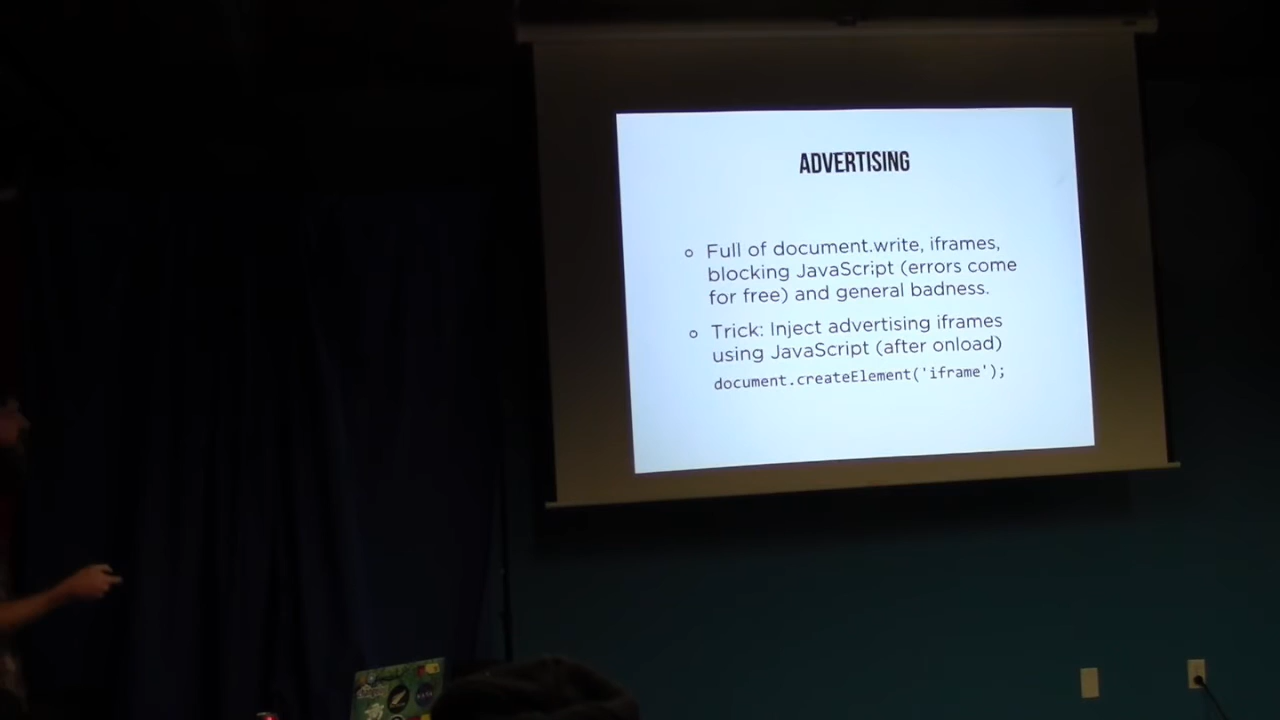 ADVERTISING
Full of document.write, iframes,
blocking JavaScript (errors come
for free) and general badness.
Trick: Inject advertising iframes
using JavaScript (after onload)
document.createElement('iframe');
NASA